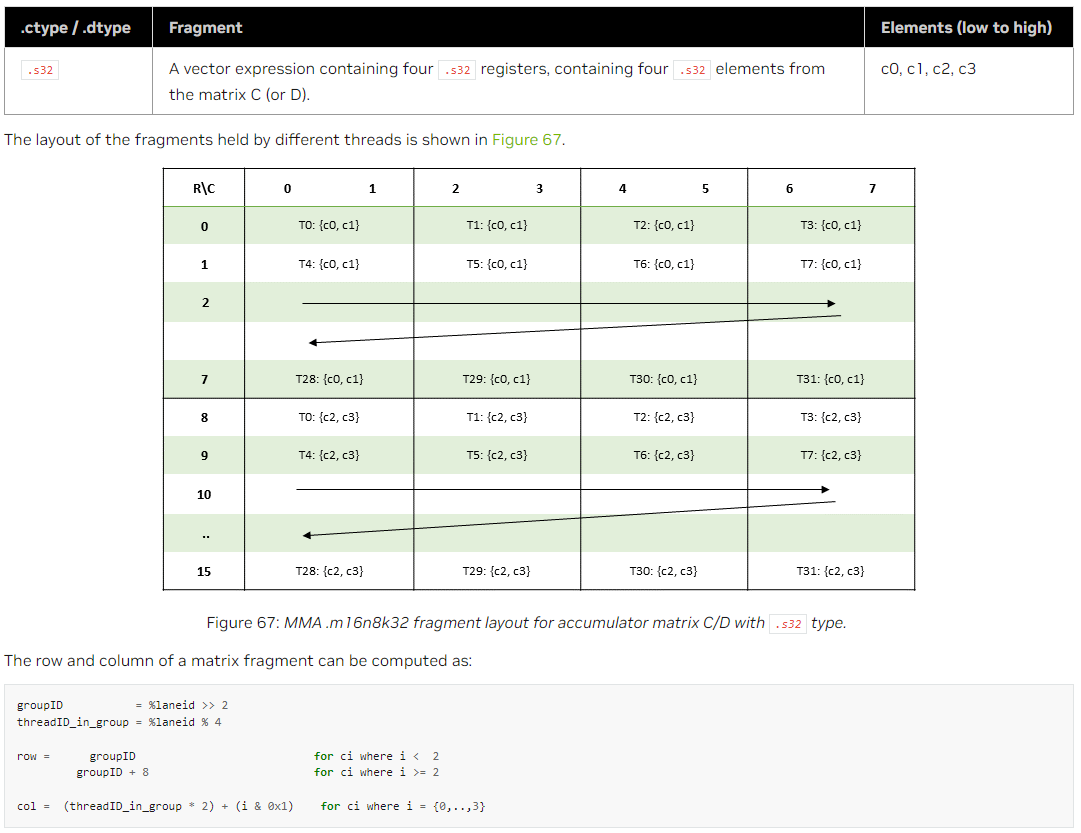 .ctype / .dtype Fragment Elements (low to high)
.s32 A vector expression containing four .s32 registers, containing four .s32 elements from c0, c1, c2, c3
the matrix C (or D).
The layout of the fragments held by different threads is shown in Figure 67.
R\C 0 1 2 3 4 5 6 7
0 T0: {c0, c1} T1: {c0, c1} T2: {c0, c1} T3: {c0, c1}
1 T4: {c0, c1} T5: {c0, c1} T6: {c0, c1} T7: {c0, c1}
2
7 T28: {c0, c1} T29: {c0, c1} T30: {c0, c1} T31: {c0, c1}
8 T0: {c2, c3} T1: {c2, c3} T2: {c2, c3} T3: {c2, c3}
9 T4: {c2, c3} T5: {c2, c3} T6: {c2, c3} T7: {c2, c3}
10
..
15 T28: {c2, c3} T29: {c2, c3} T30: {c2, c3} T31: {c2, c3}
Figure 67: MMA .m16n8k32 fragment layout for accumulator matrix C/D with .s32 type.
The row and column of a matrix fragment can be computed as:
groupID = %laneid >> 2
threadID_in_group = %laneid % 4
row = groupID for ci where i < 2
groupID + 8 for ci where i >= 2
col = (threadID_in_group * 2) + (i & 0x1) for ci where i = {0,..,3}